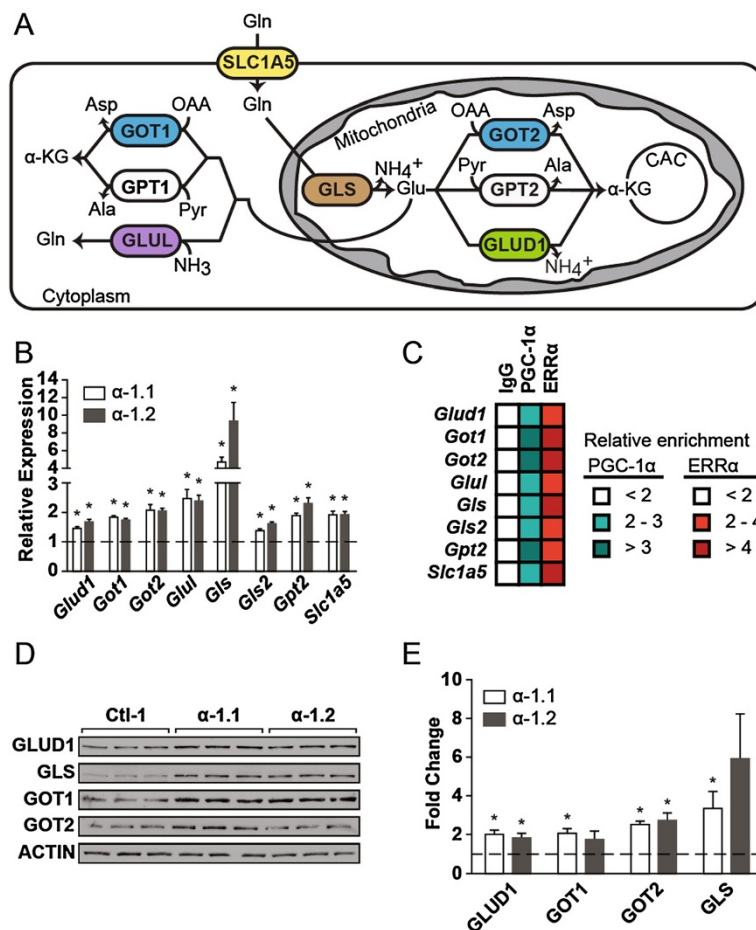 A
Gln
SLC1A5
Gln
Asp
OAA
GOT1
α-KG
GPT1
Ala
Pyr
Gln
GLUL
NH3
Cytoplasm
Mitochondria
GLS
NH4+
Glu
OAA
Asp
GOT2
Pyr
Ala
GPT2
α-KG
CAC
GLUD1
NH4+
B
α-1.1
α-1.2
Relative Expression
14
12
10
8
6
4
3
2
1
0
* * * * * * * * * * * * * * * *
Glud1
Got1
Got2
Glul
Gls
Gls2
Gpt2
Slc1a5
C
IgG
PGC-1α
ERRα
Glud1
Got1
Got2
Glul
Gls
Gls2
Gpt2
Slc1a5
Relative enrichment
PGC-1α ERRα
< 2 < 2
2 - 3 2 - 4
> 3 > 4
D
Ctl-1 α-1.1 α-1.2
GLUD1
GLS
GOT1
GOT2
ACTIN
E
α-1.1
α-1.2
Fold Change
10
8
6
4
2
0
* * * * * *
GLUD1
GOT1
GOT2
GLS